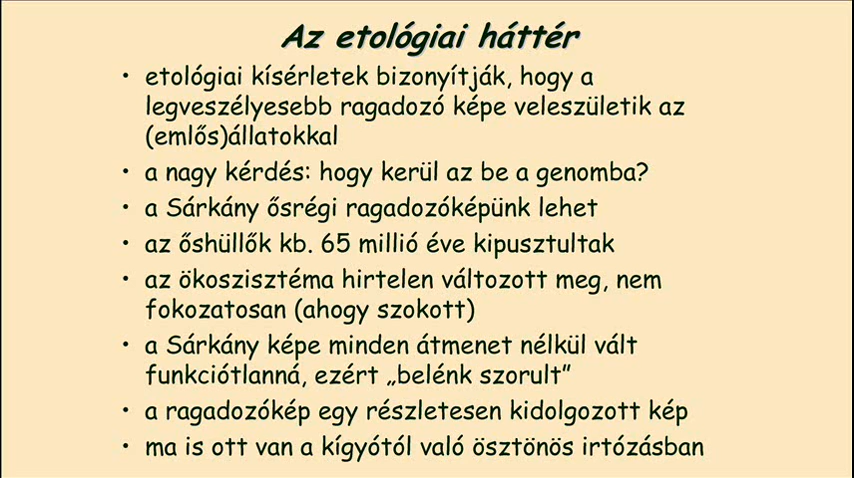 Az etológiai háttér
• etológiai kísérletek bizonyítják, hogy a
legveszélyesebb ragadozó képe veleszületik az
(emlős)állatokkal
• a nagy kérdés: hogy kerül az be a genomba?
• a Sárkány ősrégi ragadozóképünk lehet
• az őshüllők kb. 65 millió éve kipusztultak
• az ökoszisztéma hirtelen változott meg, nem
fokozatosan (ahogy szokott)
• a Sárkány képe minden átmenet nélkül vált
funkciótlanná, ezért „belénk szorult”
• a ragadozókép egy részletesen kidolgozott kép
• ma is ott van a kígyótól való ösztönös irtózásban